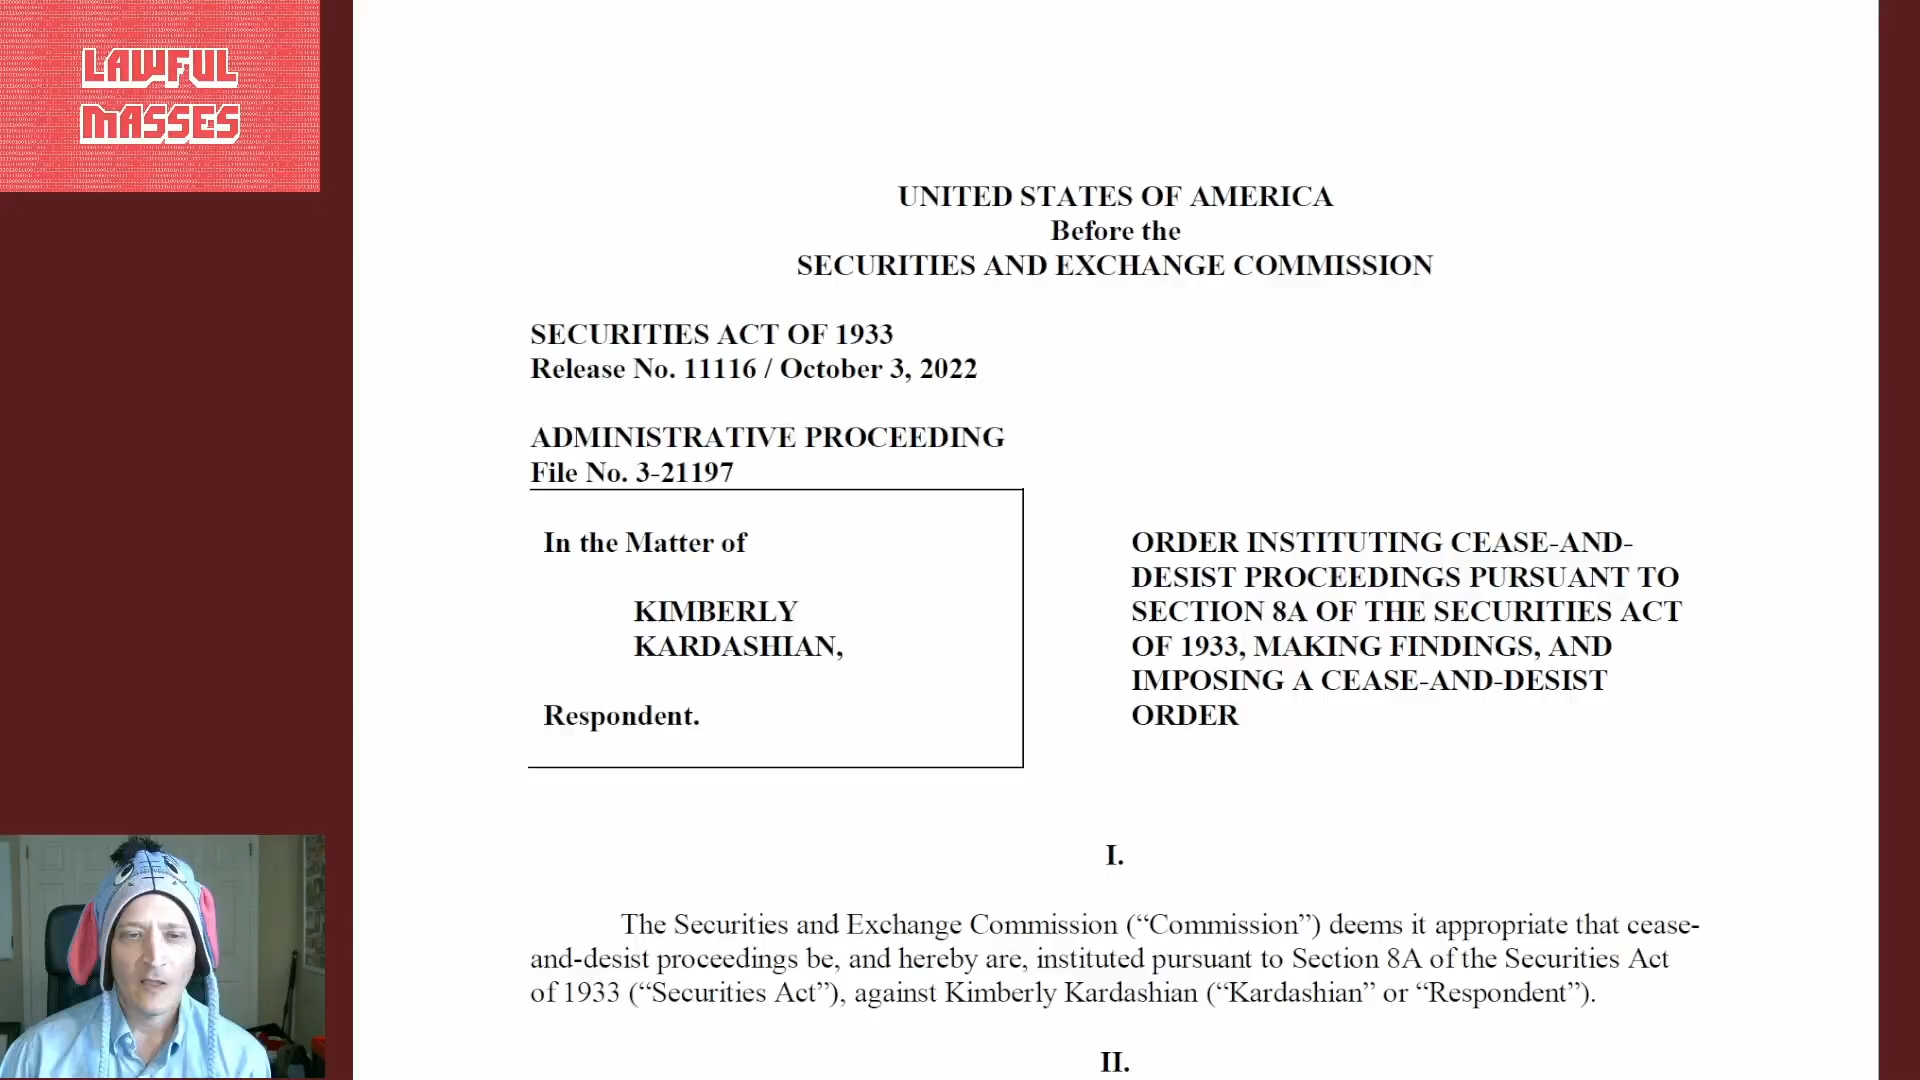 LAWFUL
MASSES
UNITED STATES OF AMERICA
Before the
SECURITIES AND EXCHANGE COMMISSION
SECURITIES ACT OF 1933
Release No. 11116 / October 3, 2022
ADMINISTRATIVE PROCEEDING
File No. 3-21197
In the Matter of
KIMBERLY
KARDASHIAN,
Respondent.
ORDER INSTITUTING CEASE-AND-
DESIST PROCEEDINGS PURSUANT TO
SECTION 8A OF THE SECURITIES ACT
OF 1933, MAKING FINDINGS, AND
IMPOSING A CEASE-AND-DESIST
ORDER
I.
The Securities and Exchange Commission (“Commission”) deems it appropriate that cease-
and-desist proceedings be, and hereby are, instituted pursuant to Section 8A of the Securities Act
of 1933 (“Securities Act”), against Kimberly Kardashian (“Kardashian” or “Respondent”).
II.